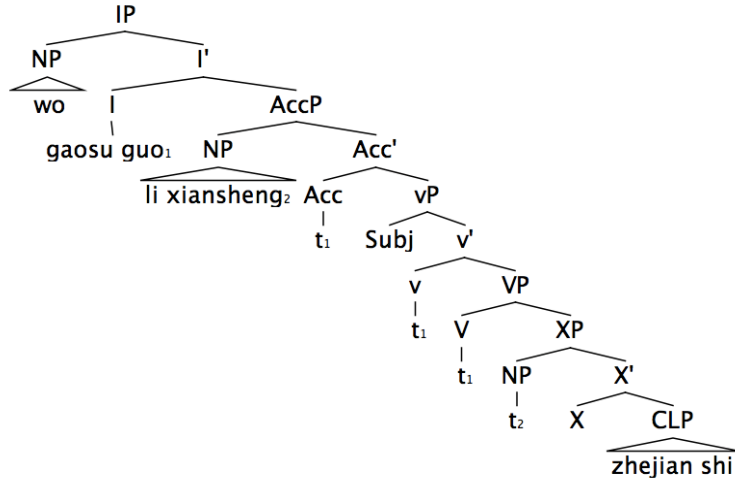 IP
NP I'
wo I AccP
gaosu guo₁ NP Acc'
li xiansheng₂ Acc vP
t₁ Subj v'
v VP
t₁ V XP
t₁ NP X'
t₂ X CLP
zhejian shi